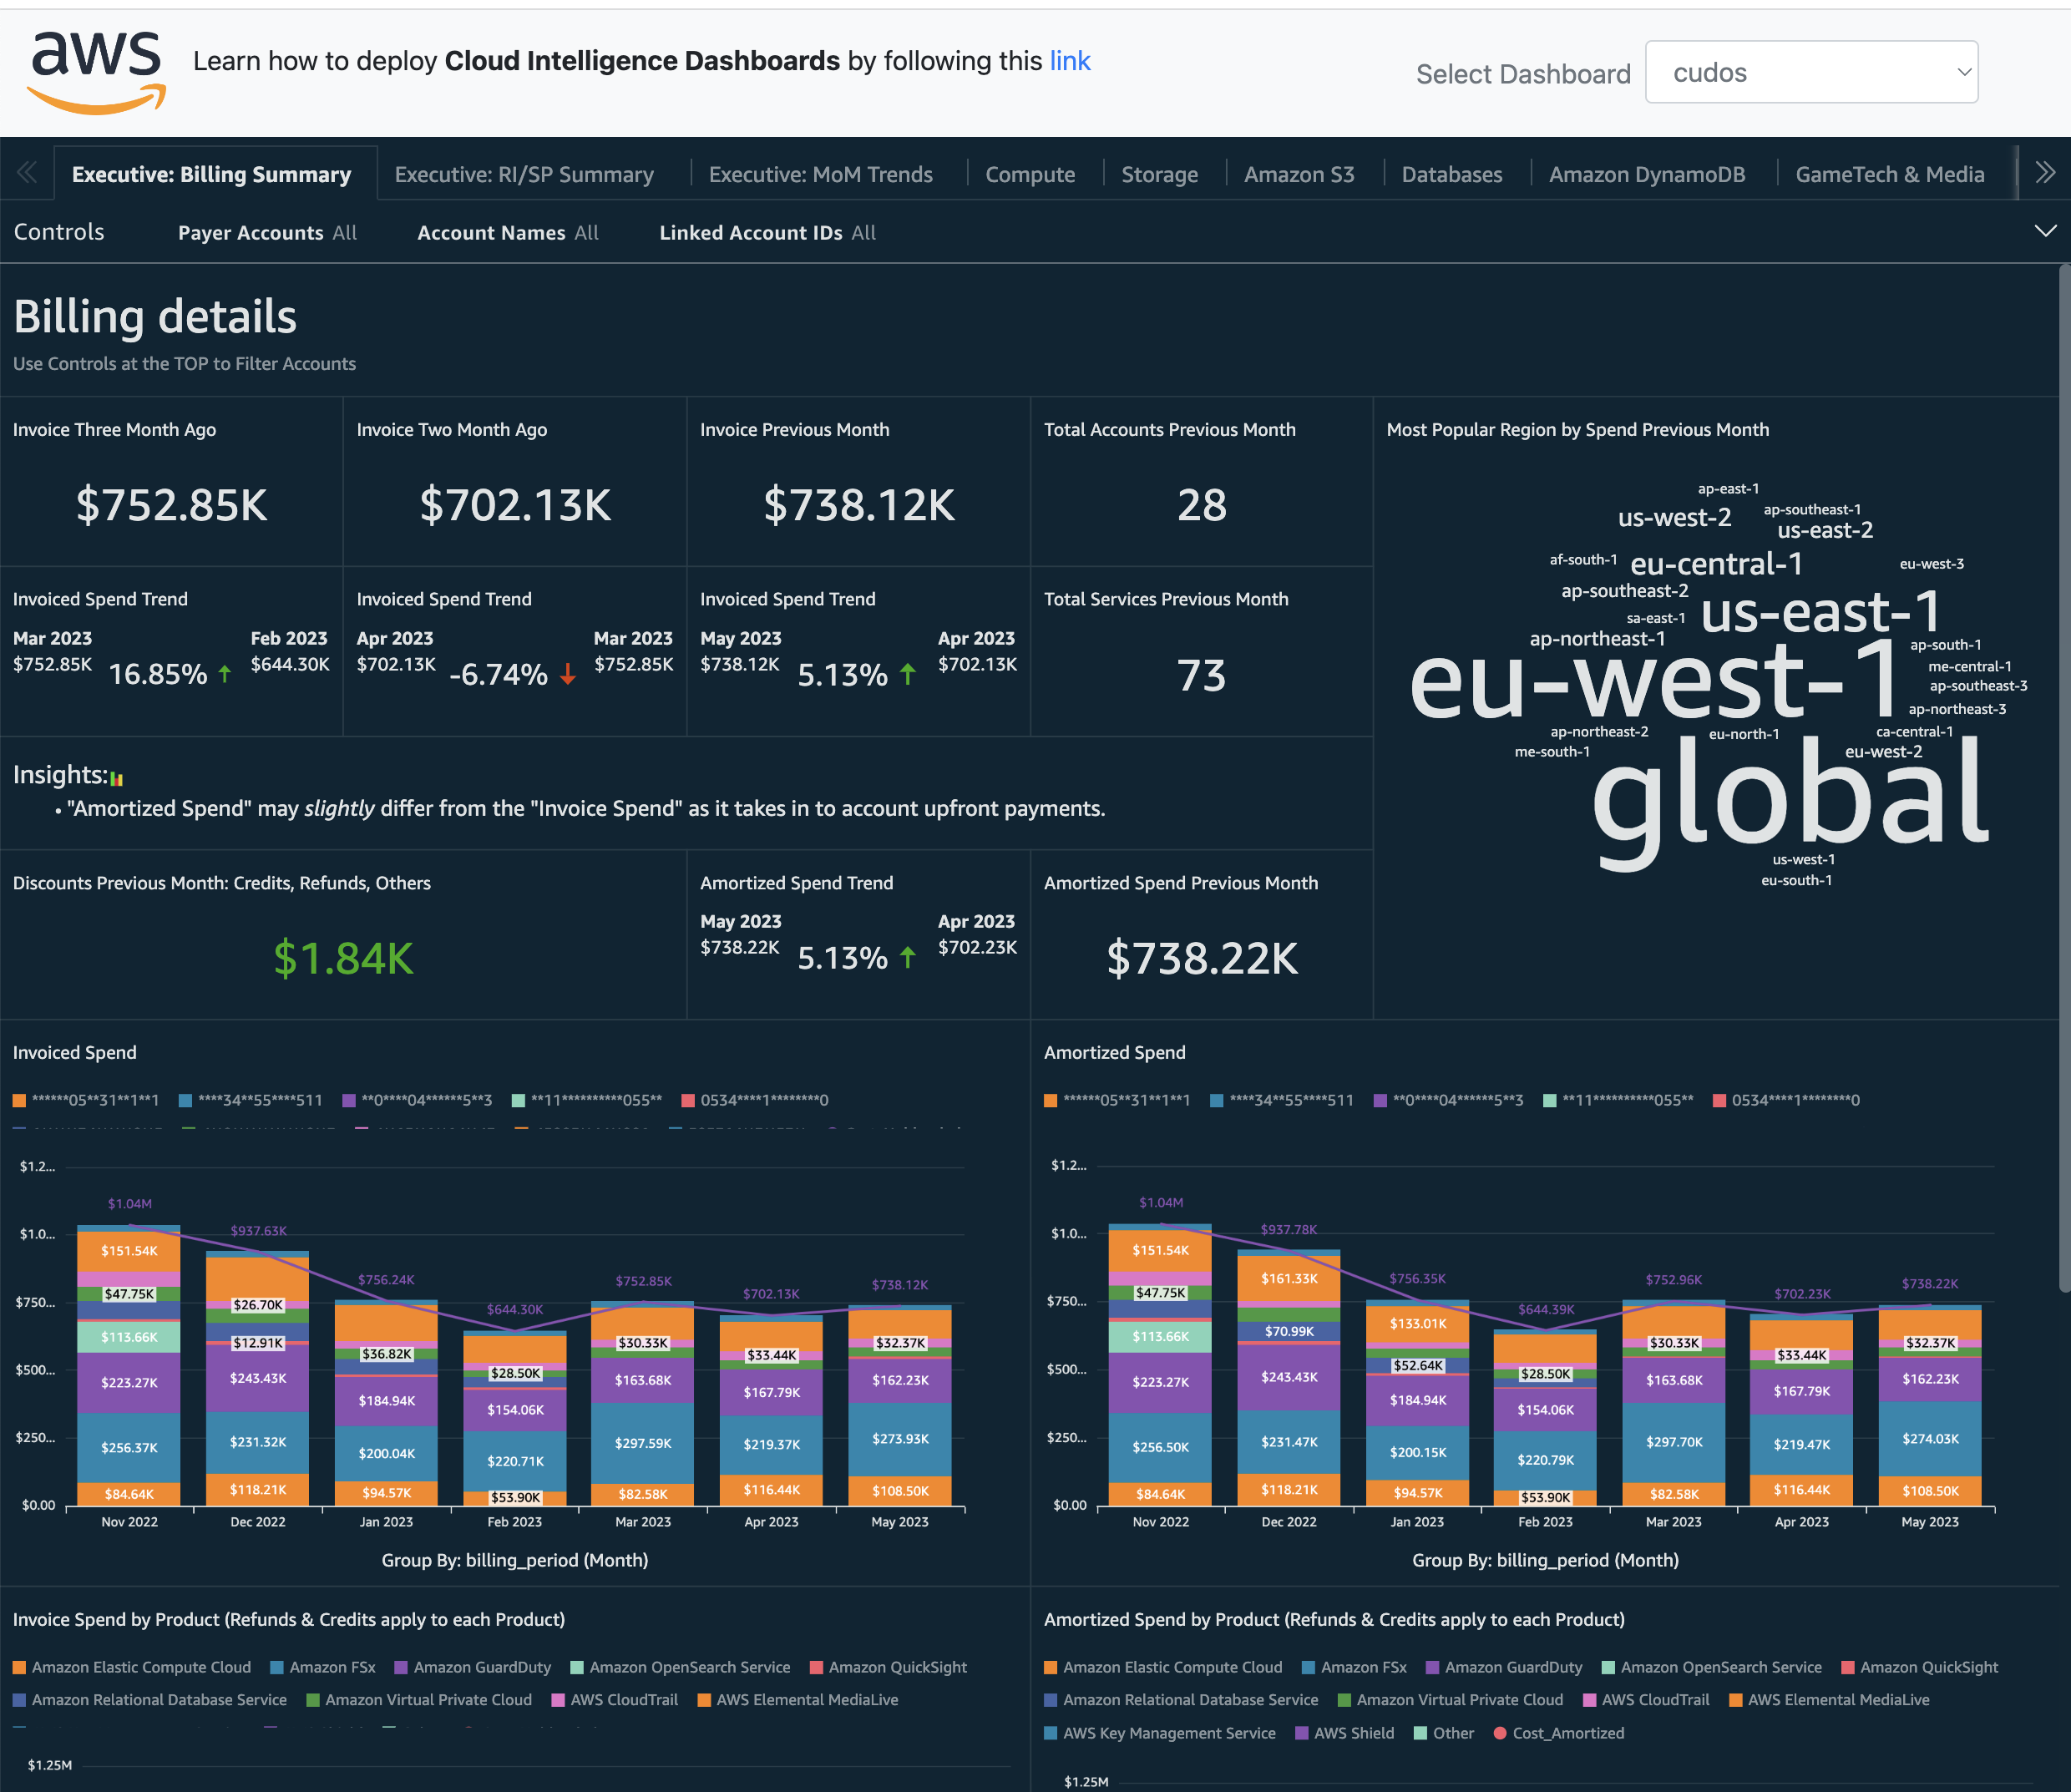 aws
Learn how to deploy Cloud Intelligence Dashboards by following this link
Select Dashboard
cudos
Executive: Billing Summary
Executive: RI/SP Summary
Executive: MoM Trends
Compute
Storage
Amazon S3
Databases
Amazon DynamoDB
GameTech & Media
Controls
Payer Accounts All
Account Names All
Linked Account IDs All
Billing details
Use Controls at the TOP to Filter Accounts
Invoice Three Month Ago
$752.85K
Invoice Two Month Ago
$702.13K
Invoice Previous Month
$738.12K
Total Accounts Previous Month
28
Invoiced Spend Trend
Mar 2023
$752.85K
16.85%
Feb 2023
$644.30K
Invoiced Spend Trend
Apr 2023
$702.13K
-6.74%
Mar 2023
$752.85K
Invoiced Spend Trend
May 2023
$738.12K
5.13%
Apr 2023
$702.13K
Total Services Previous Month
73
Most Popular Region by Spend Previous Month
ap-east-1
ap-southeast-1
us-west-2
us-east-2
af-south-1
eu-central-1
eu-west-3
ap-southeast-2
us-east-1
sa-east-1
ap-northeast-1
ap-south-1
eu-west-1
me-central-1
ap-southeast-3
ap-northeast-3
ap-northeast-2
eu-north-1
ca-central-1
me-south-1
eu-west-2
global
us-west-1
eu-south-1
Insights:
• "Amortized Spend" may slightly differ from the "Invoice Spend" as it takes in to account upfront payments.
Discounts Previous Month: Credits, Refunds, Others
$1.84K
Amortized Spend Trend
May 2023
$738.22K
5.13%
Apr 2023
$702.23K
Amortized Spend Previous Month
$738.22K
Invoiced Spend
******05**31**1**1
****34**55****511
**0****04******5**3
**11**********055**
0534****1********0
$1.2...
$1.0...
$750...
$500...
$250...
$0.00
$1.04M
$151.54K
$47.75K
$113.66K
$223.27K
$256.37K
$84.64K
$937.63K
$26.70K
$12.91K
$243.43K
$231.32K
$118.21K
$756.24K
$36.82K
$184.94K
$200.04K
$94.57K
$644.30K
$28.50K
$154.06K
$220.71K
$53.90K
$752.85K
$30.33K
$163.68K
$297.59K
$82.58K
$702.13K
$33.44K
$167.79K
$219.37K
$116.44K
$738.12K
$32.37K
$162.23K
$273.93K
$108.50K
Nov 2022
Dec 2022
Jan 2023
Feb 2023
Mar 2023
Apr 2023
May 2023
Group By: billing_period (Month)
Amortized Spend
******05**31**1**1
****34**55****511
**0****04******5**3
**11**********055**
0534****1********0
$1.2...
$1.0...
$750...
$500...
$250...
$0.00
$1.04M
$151.54K
$47.75K
$113.66K
$223.27K
$256.50K
$84.64K
$937.78K
$161.33K
$70.99K
$243.43K
$231.47K
$118.21K
$756.35K
$133.01K
$52.64K
$184.94K
$200.15K
$94.57K
$644.39K
$28.50K
$154.06K
$220.79K
$53.90K
$752.96K
$30.33K
$163.68K
$297.70K
$82.58K
$702.23K
$33.44K
$167.79K
$219.47K
$116.44K
$738.22K
$32.37K
$162.23K
$274.03K
$108.50K
Nov 2022
Dec 2022
Jan 2023
Feb 2023
Mar 2023
Apr 2023
May 2023
Group By: billing_period (Month)
Invoice Spend by Product (Refunds & Credits apply to each Product)
Amazon Elastic Compute Cloud
Amazon FSx
Amazon GuardDuty
Amazon OpenSearch Service
Amazon QuickSight
Amazon Relational Database Service
Amazon Virtual Private Cloud
AWS CloudTrail
AWS Elemental MediaLive
$1.25M
Amortized Spend by Product (Refunds & Credits apply to each Product)
Amazon Elastic Compute Cloud
Amazon FSx
Amazon GuardDuty
Amazon OpenSearch Service
Amazon QuickSight
Amazon Relational Database Service
Amazon Virtual Private Cloud
AWS CloudTrail
AWS Elemental MediaLive
AWS Key Management Service
AWS Shield
Other
Cost_Amortized
$1.25M